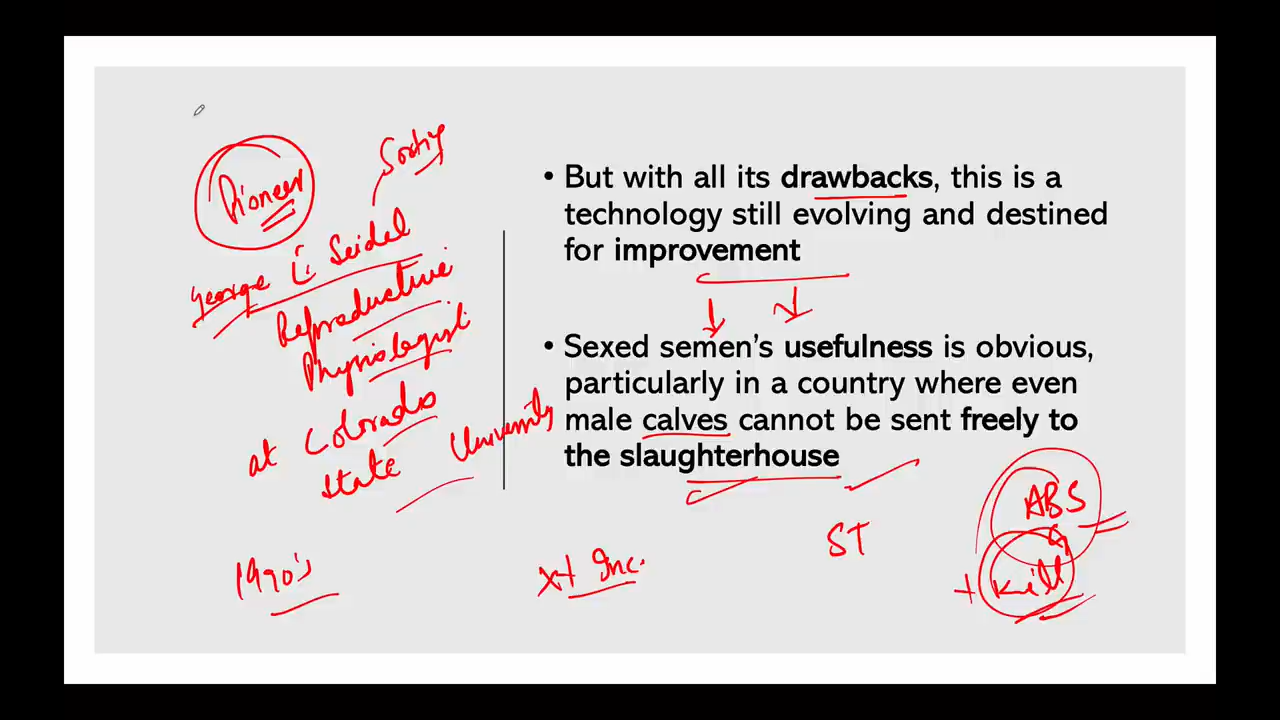 Pioneer
Sorting
George E. Seidel
Reproductive
Physiologist
at Colorado
State University
1990's
• But with all its drawbacks, this is a
technology still evolving and destined
for improvement
• Sexed semen's usefulness is obvious,
particularly in a country where even
male calves cannot be sent freely to
the slaughterhouse
XY Inc.
ST
ABS
+ Kill